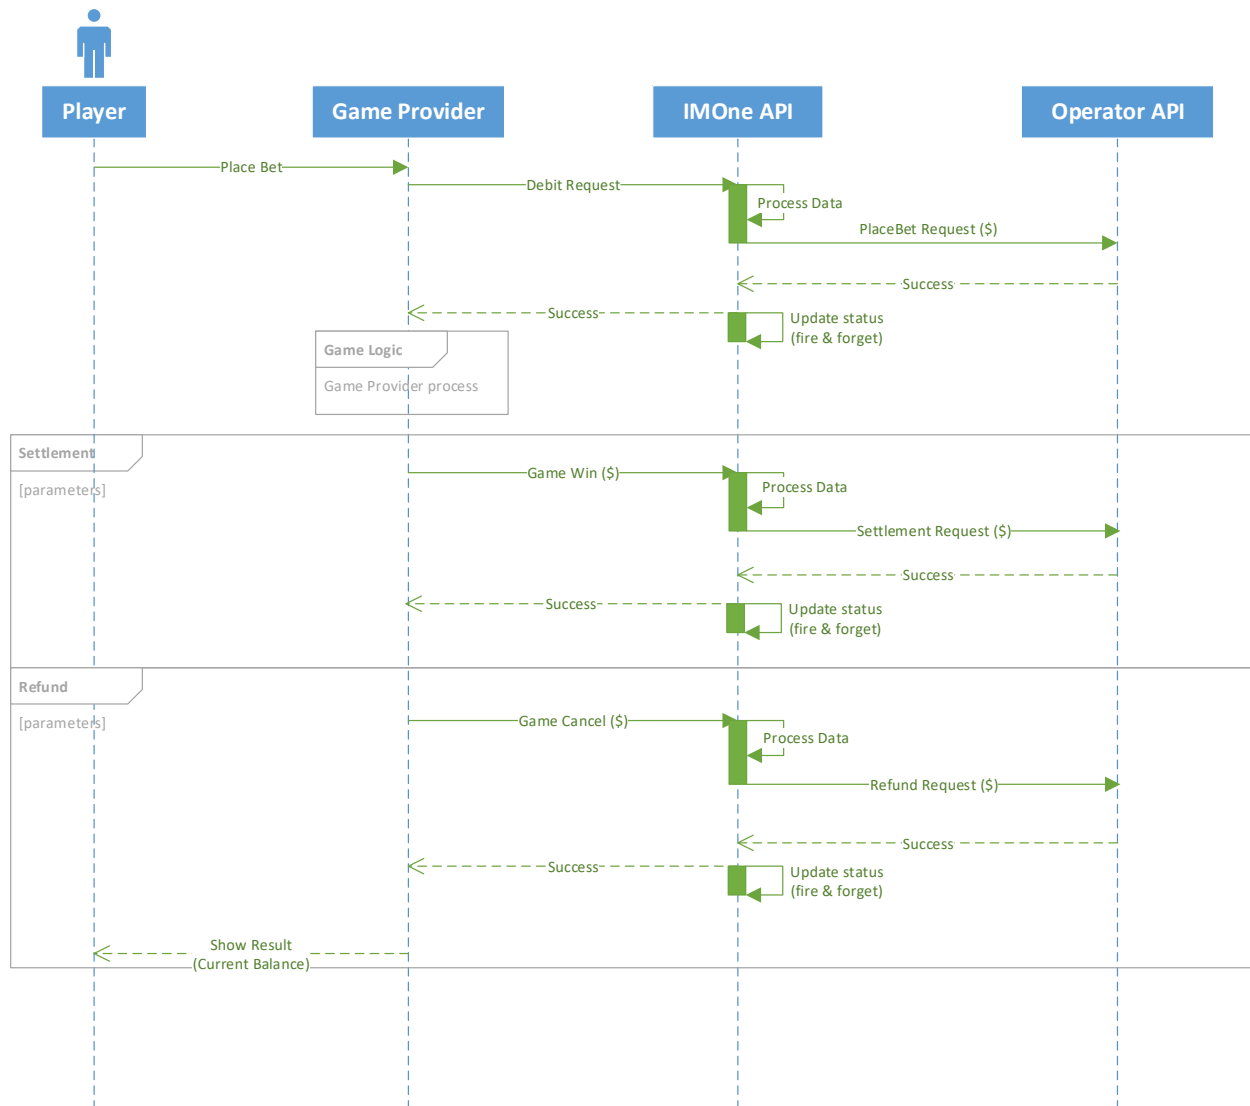 Player
Game Provider
IMOne API
Operator API
Place Bet
Debit Request
Process Data
PlaceBet Request ($)
Success
Success
Update status
(fire & forget)
Game Logic
Game Provider process
Settlement
[parameters]
Game Win ($)
Process Data
Settlement Request ($)
Success
Success
Update status
(fire & forget)
Refund
[parameters]
Game Cancel ($)
Process Data
Refund Request ($)
Success
Success
Update status
(fire & forget)
Show Result
(Current Balance)